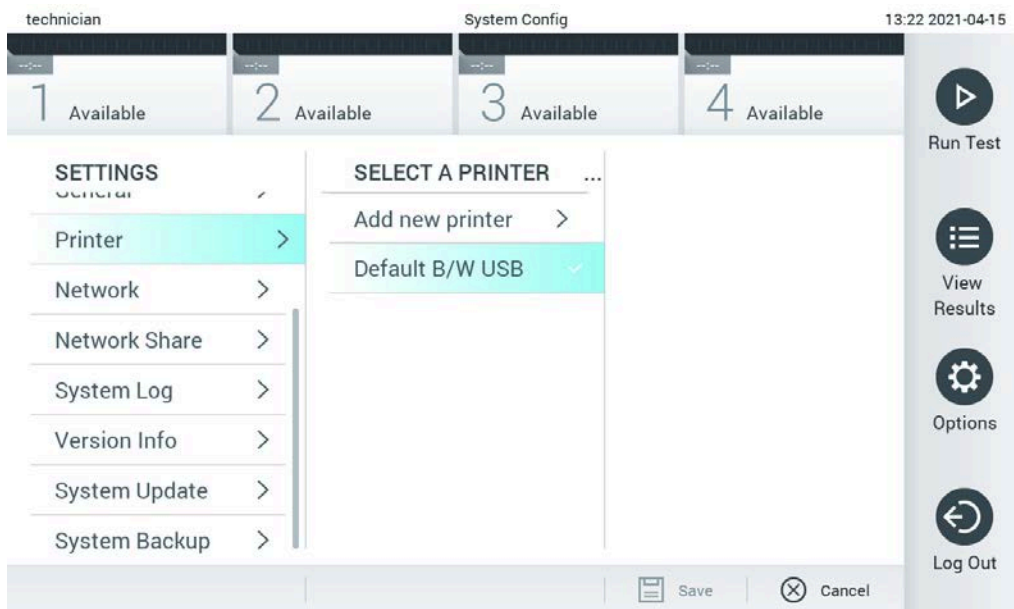 technician System Config 13:22 2021-04-15
--:-- --:-- --:-- --:--
1 Available 2 Available 3 Available 4 Available
Run Test
SETTINGS
General
Printer
Network
Network Share
System Log
Version Info
System Update
System Backup
SELECT A PRINTER ...
Add new printer
Default B/W USB
View
Results
Options
Log Out
Save Cancel